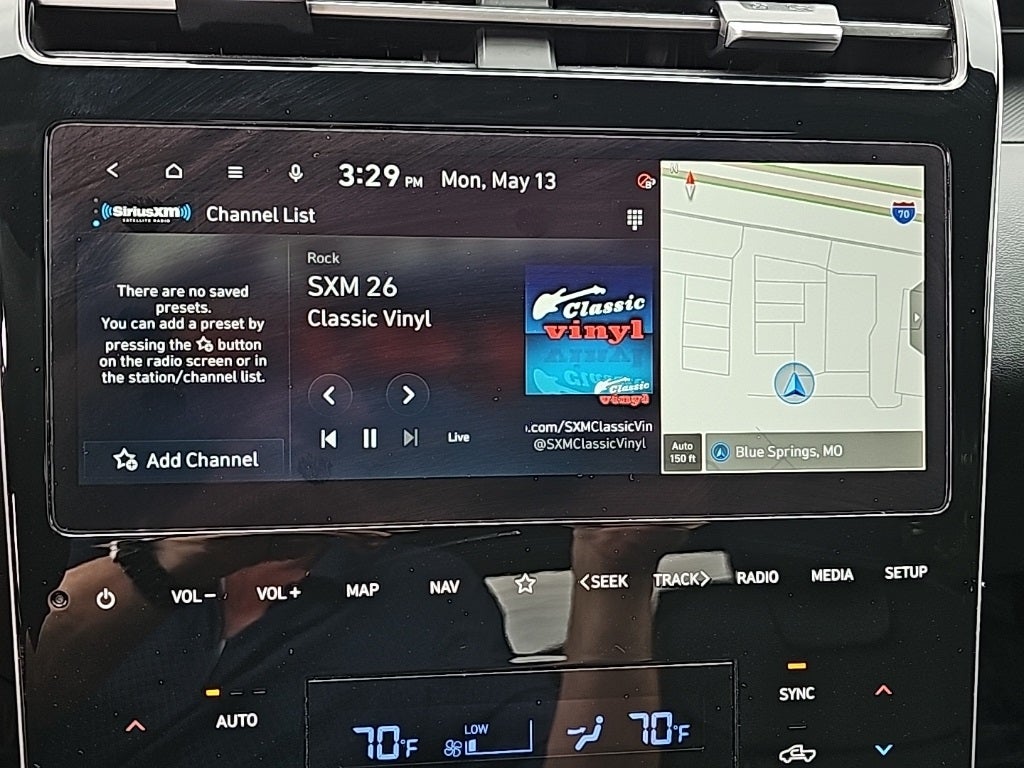 3:29 PM Mon, May 13
N
SiriusXM
SATELLITE RADIO
Channel List
70
There are no saved
presets.
You can add a preset by
pressing the button
on the radio screen or in
the station/channel list.
Add Channel
Rock
SXM 26
Classic Vinyl
Classic
vinyl
Classic
vinyl
Live
.com/SXMClassicVin
@SXMClassicVinyl
Auto
150 ft
Blue Springs, MO
VOL-
VOL+
MAP
NAV
<SEEK
TRACK>
RADIO
MEDIA
SETUP
AUTO
70°F
LOW
70°F
SYNC